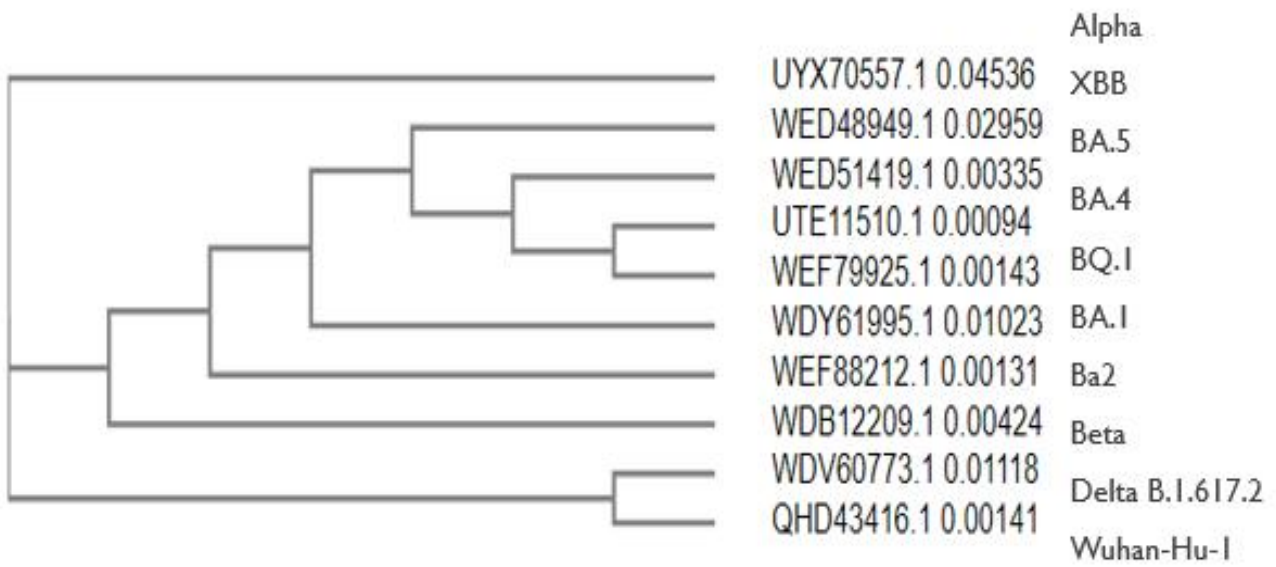 Alpha
UYX70557.1 0.04536 XBB
WED48949.1 0.02959 BA.5
WED51419.1 0.00335 BA.4
UTE11510.1 0.00094
WEF79925.1 0.00143 BQ.1
WDY61995.1 0.01023 BA.1
WEF88212.1 0.00131 Ba2
WDB12209.1 0.00424 Beta
WDV60773.1 0.01118 Delta B.1.617.2
QHD43416.1 0.00141 Wuhan-Hu-1